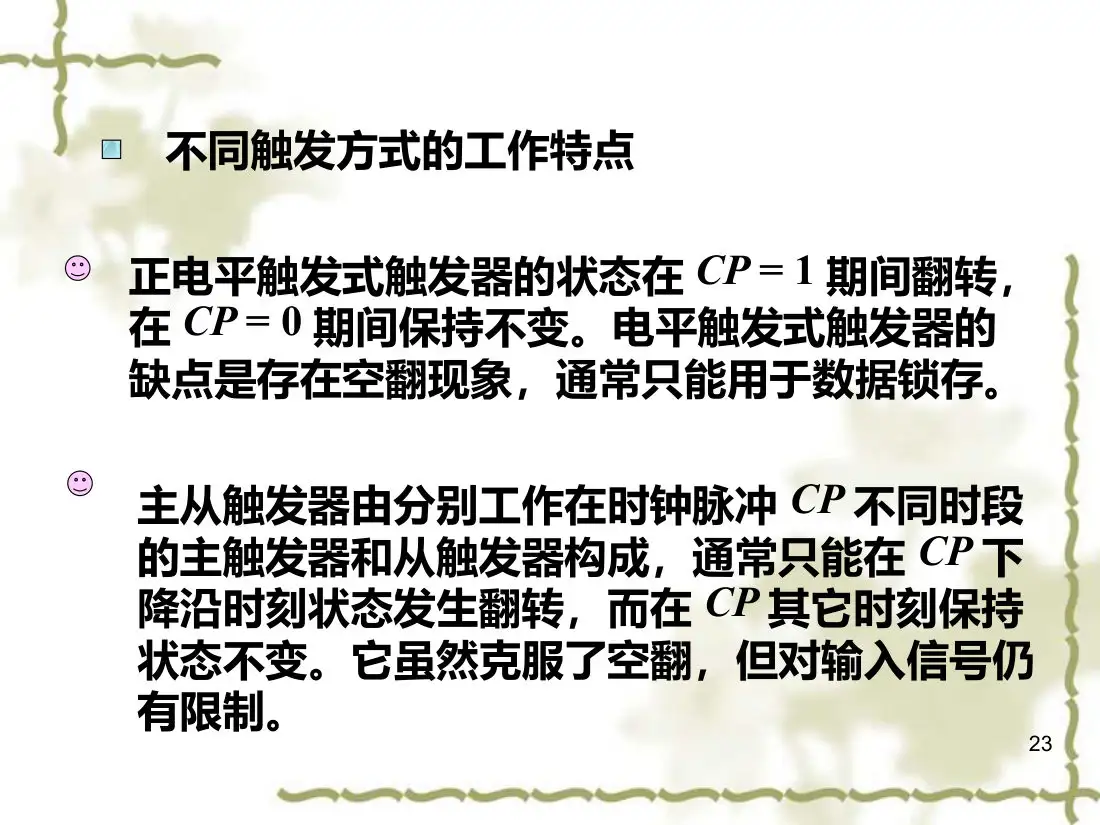 不同触发方式的工作特点
正电平触发式触发器的状态在 CP = 1 期间翻转，
在 CP = 0 期间保持不变。电平触发式触发器的
缺点是存在空翻现象，通常只能用于数据锁存。
主从触发器由分别工作在时钟脉冲 CP 不同时段
的主触发器和从触发器构成，通常只能在 CP 下
降沿时刻状态发生翻转，而在 CP 其它时刻保持
状态不变。它虽然克服了空翻，但对输入信号仍
有限制。
23